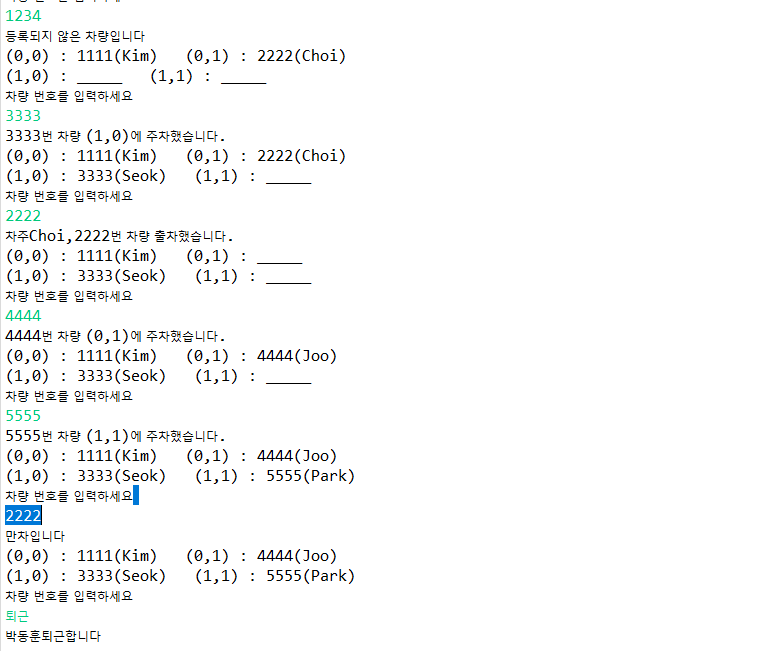 1234
등록되지 않은 차량입니다
(0,0) : 1111(Kim)   (0,1) : 2222(Choi)
(1,0) : _____   (1,1) : _____
차량 번호를 입력하세요
3333
3333번 차량 (1,0)에 주차했습니다.
(0,0) : 1111(Kim)   (0,1) : 2222(Choi)
(1,0) : 3333(Seok)   (1,1) : _____
차량 번호를 입력하세요
2222
차주Choi,2222번 차량 출차했습니다.
(0,0) : 1111(Kim)   (0,1) : _____
(1,0) : 3333(Seok)   (1,1) : _____
차량 번호를 입력하세요
4444
4444번 차량 (0,1)에 주차했습니다.
(0,0) : 1111(Kim)   (0,1) : 4444(Joo)
(1,0) : 3333(Seok)   (1,1) : _____
차량 번호를 입력하세요
5555
5555번 차량 (1,1)에 주차했습니다.
(0,0) : 1111(Kim)   (0,1) : 4444(Joo)
(1,0) : 3333(Seok)   (1,1) : 5555(Park)
차량 번호를 입력하세요
2222
만차입니다
(0,0) : 1111(Kim)   (0,1) : 4444(Joo)
(1,0) : 3333(Seok)   (1,1) : 5555(Park)
차량 번호를 입력하세요
퇴근
박동훈퇴근합니다